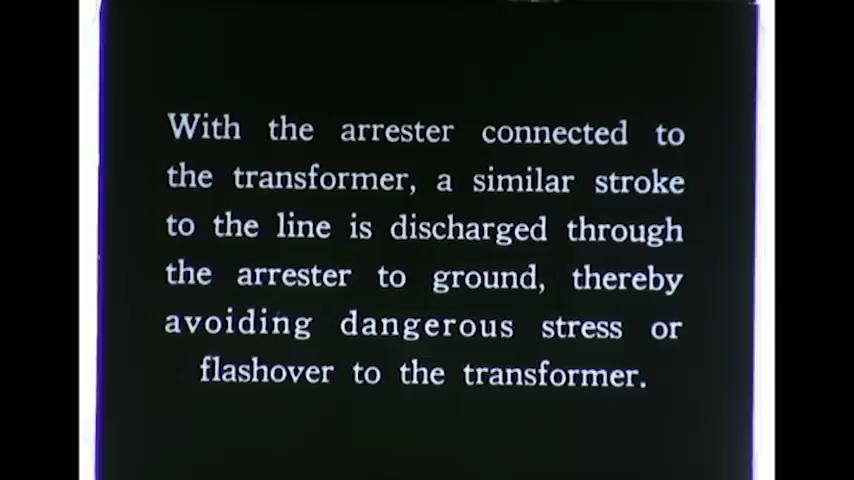 With the arrester connected to
the transformer, a similar stroke
to the line is discharged through
the arrester to ground, thereby
avoiding dangerous stress or
flashover to the transformer.